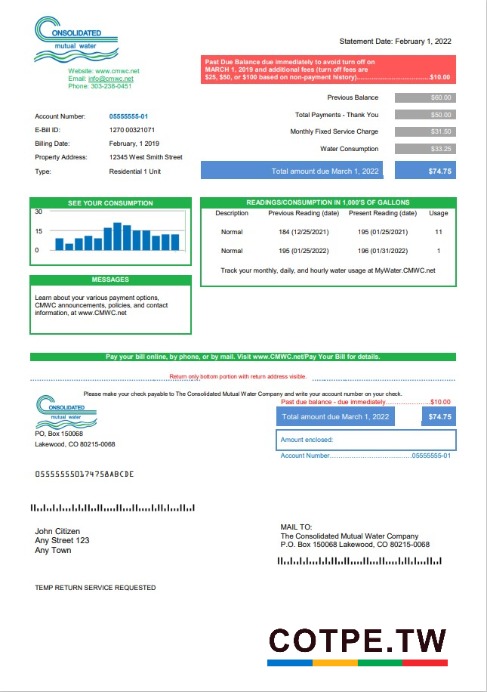 CONSOLIDATED
mutual water
Website: www.cmwc.net
Email: info@cmwc.net
Phone: 303-238-0451
Statement Date: February 1, 2022
Past Due Balance due immediately to avoid turn off on
MARCH 1, 2019 and additional fees (turn off fees are
$25, $50, or $100 based on non-payment history)..............................$10.00
Previous Balance $60.00
Total Payments - Thank You $50.00
Monthly Fixed Service Charge $31.50
Water Consumption $33.25
Total amount due March 1, 2022 $74.75
Account Number: 05555555-01
E-Bill ID: 1270 00321071
Billing Date: February, 1 2019
Property Address: 12345 West Smith Street
Type: Residential 1 Unit
SEE YOUR CONSUMPTION
30
15
0
READINGS/CONSUMPTION IN 1,000'S OF GALLONS
Description Previous Reading (date) Present Reading (date) Usage
Normal 184 (12/25/2021) 195 (01/25/2021) 11
Normal 195 (01/25/2022) 196 (01/31/2022) 1
Track your monthly, daily, and hourly water usage at MyWater.CMWC.net
MESSAGES
Learn about your various payment options,
CMWC announcements, policies, and contact
information, at www.CMWC.net
Pay your bill online, by phone, or by mail. Visit www.CMWC.net/Pay Your Bill for details.
Return only bottom portion with return address visible.
Please make your check payable to The Consolidated Mutual Water Company and write your account number on your check.
CONSOLIDATED
mutual water
PO, Box 150068
Lakewood, CO 80215-0068
Past due balance - due immediately....................$10.00
Total amount due March 1, 2022 $74.75
Amount enclosed:
Account Number......................................05555555-01
055555550174758ABCDE
John Citizen
Any Street 123
Any Town
MAIL TO:
The Consolidated Mutual Water Company
P.O. Box 150068 Lakewood, CO 80215-0068
TEMP RETURN SERVICE REQUESTED
COTPE.TW